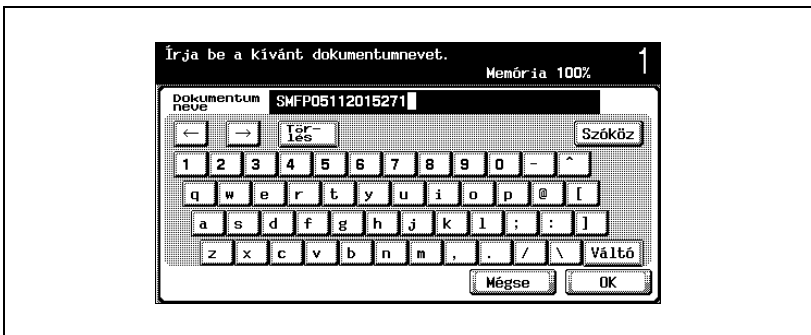 Írja be a kívánt dokumentumnevet.
Memória 100% 1
Dokumentum neve SMFP05112015271
← → Tör-lés Szóköz
1 2 3 4 5 6 7 8 9 0 - ^
q w e r t y u i o p @ [
a s d f g h j k l ; : ]
z x c v b n m , . / \ Váltó
Mégse OK